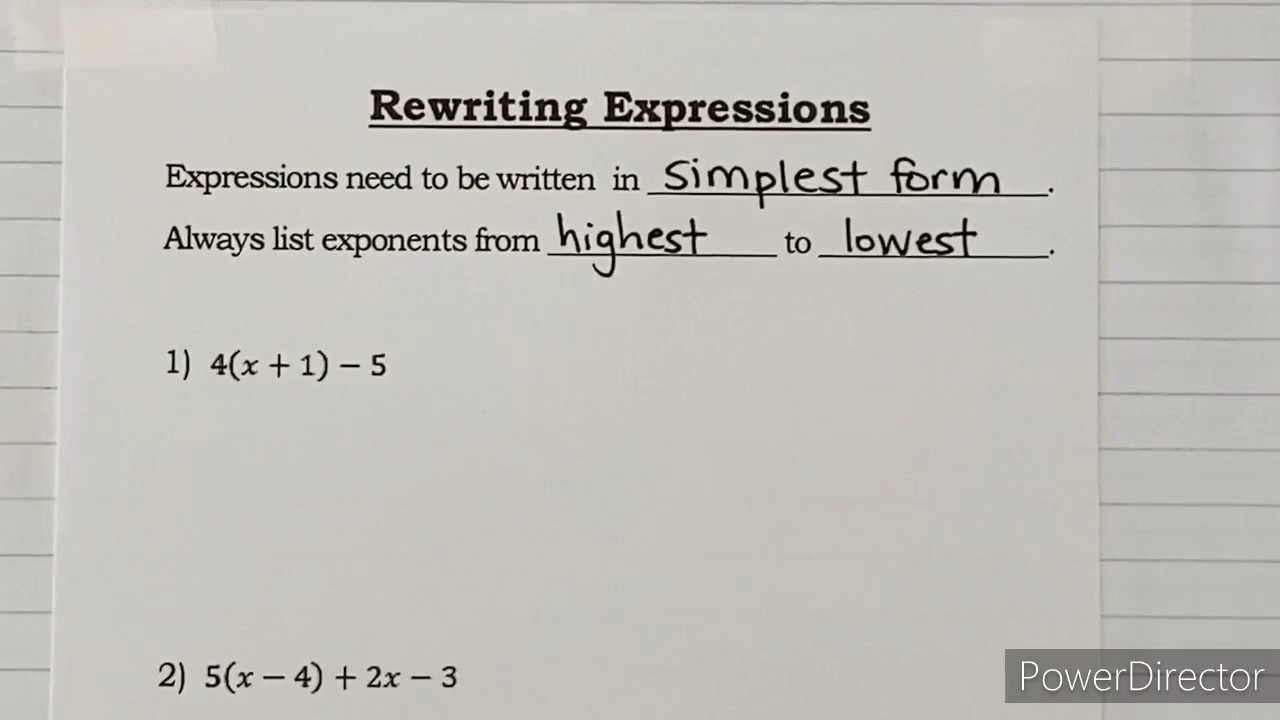 Rewriting Expressions
Expressions need to be written in simplest form.
Always list exponents from highest to lowest.
1) 4(x + 1) – 5
2) 5(x – 4) + 2x – 3
PowerDirector